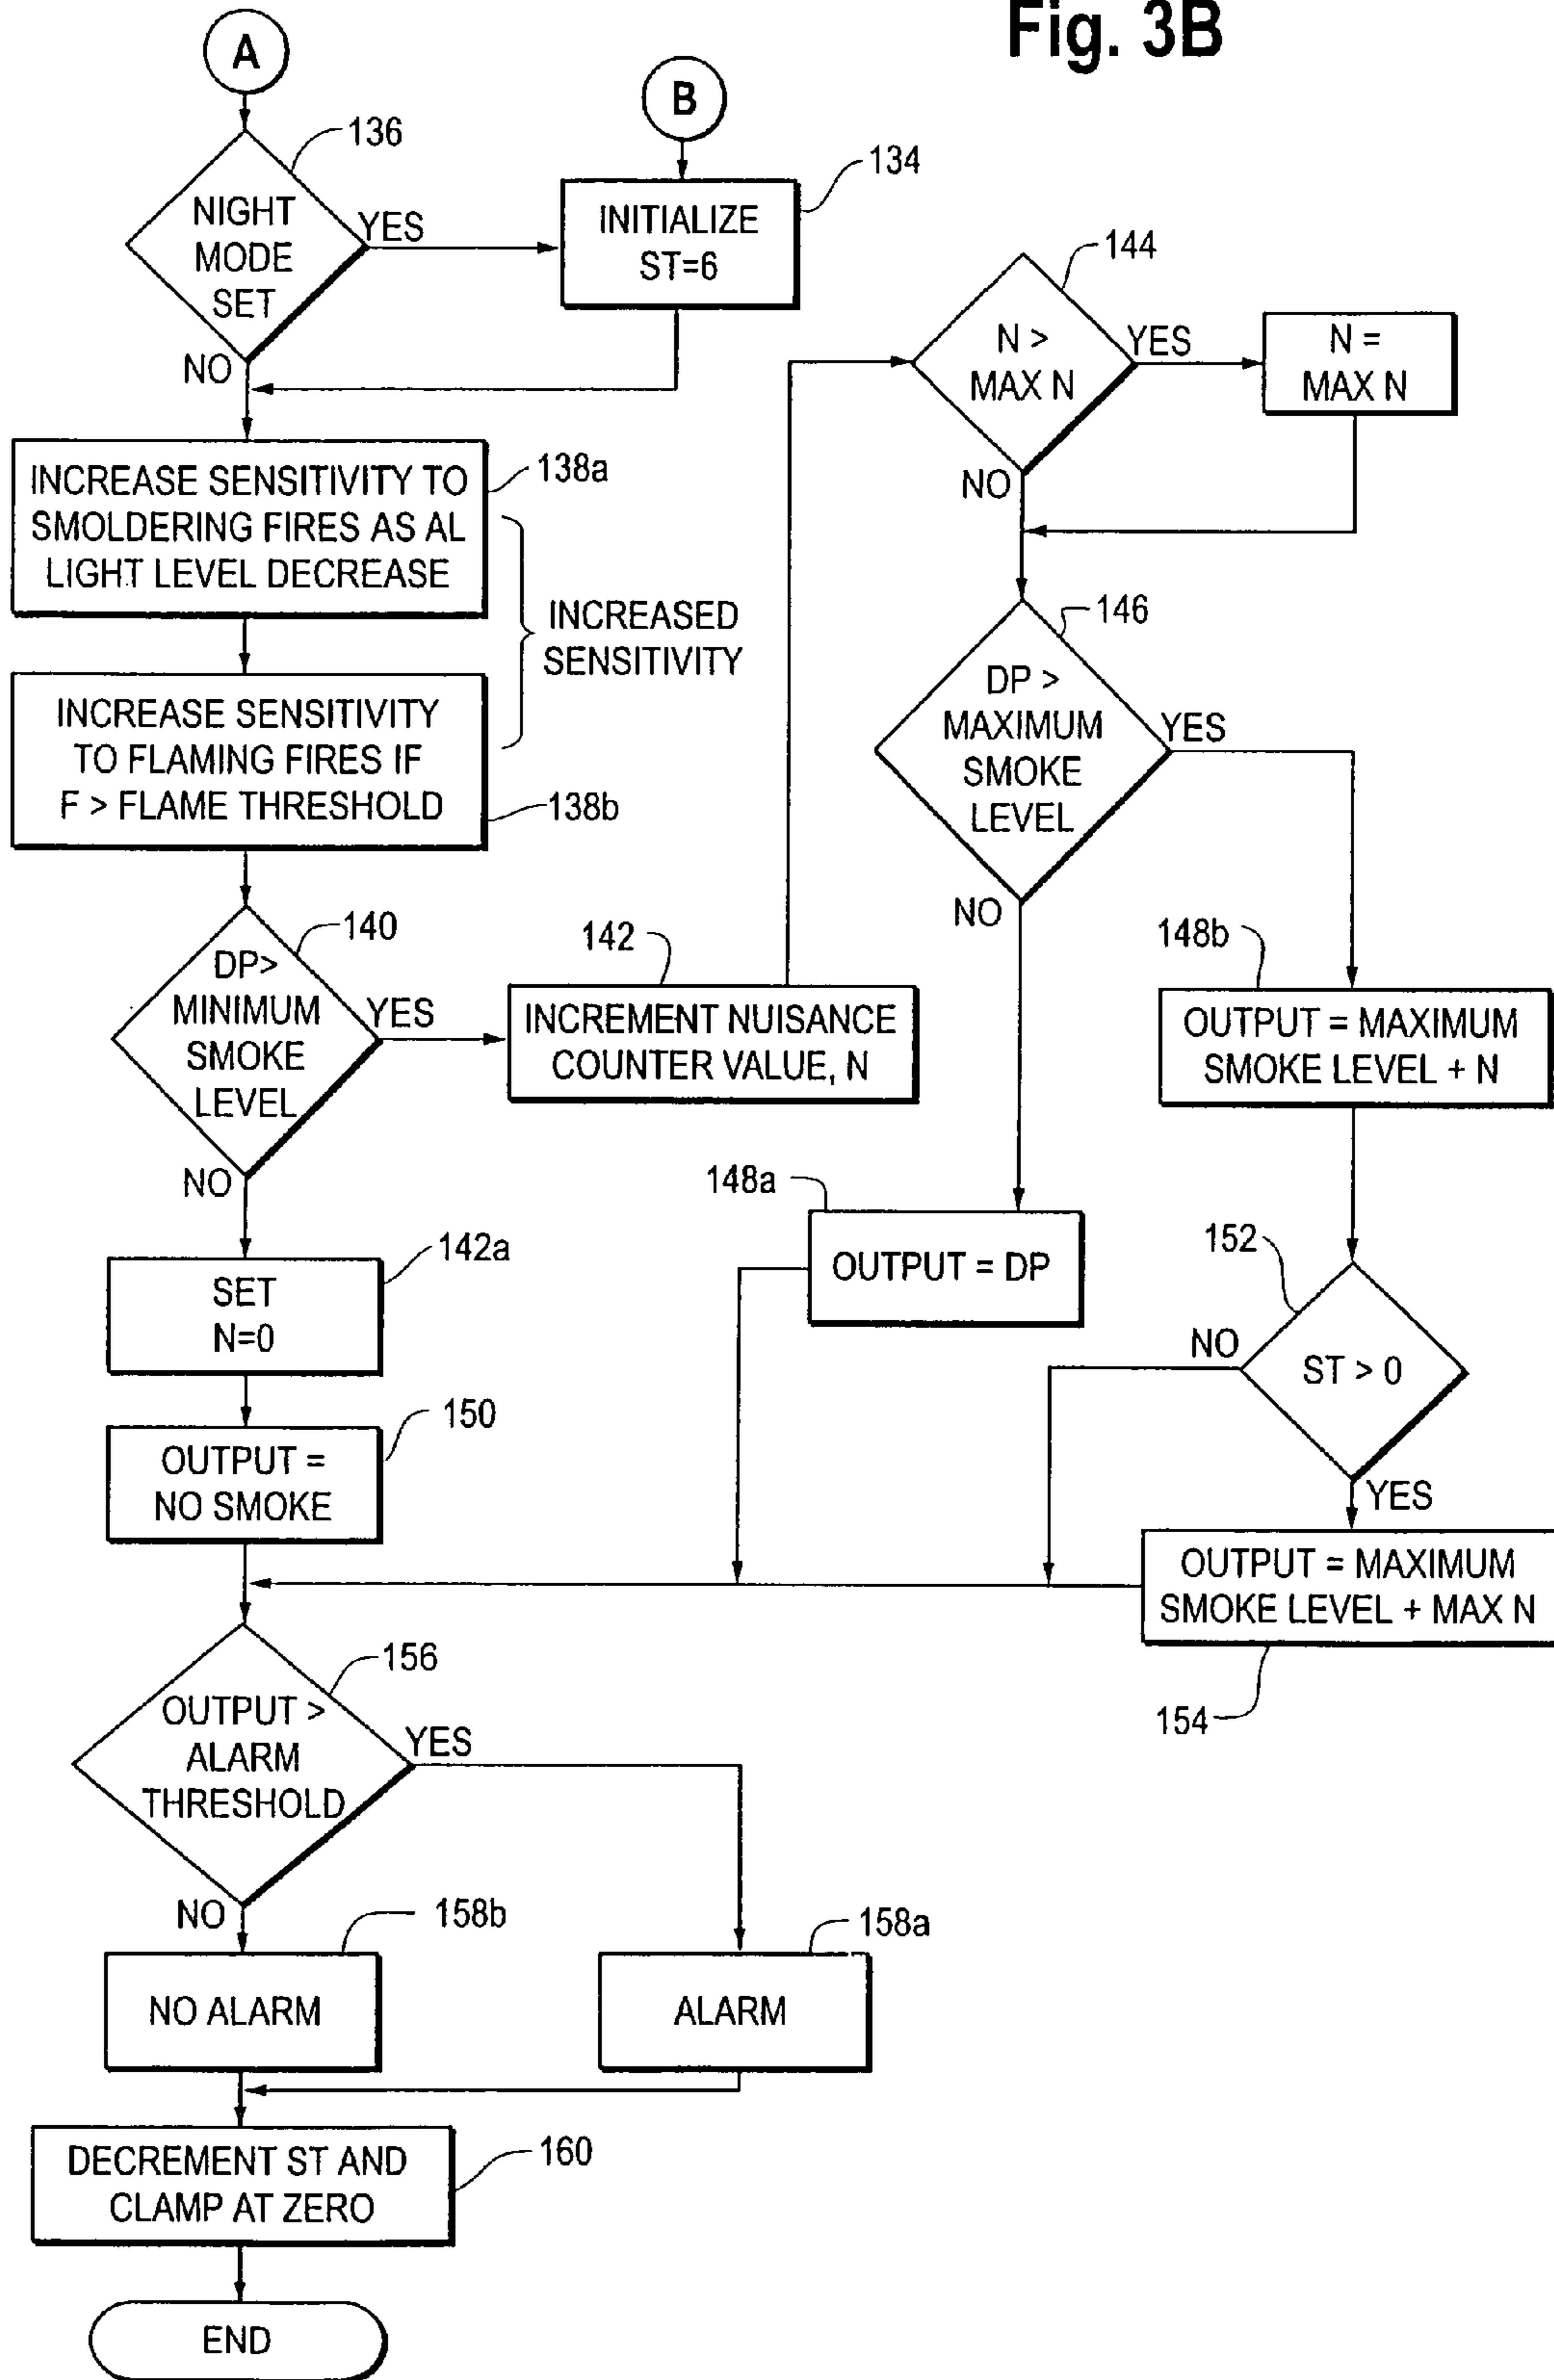 Fig. 3B
A
B
136
NIGHT
MODE
SET
YES
NO
134
INITIALIZE
ST=6
138a
INCREASE SENSITIVITY TO
SMOLDERING FIRES AS AL
LIGHT LEVEL DECREASE
INCREASED
SENSITIVITY
INCREASE SENSITIVITY
TO FLAMING FIRES IF
F > FLAME THRESHOLD
138b
140
DP>
MINIMUM
SMOKE
LEVEL
YES
NO
142
INCREMENT NUISANCE
COUNTER VALUE, N
144
N >
MAX N
YES
NO
N =
MAX N
146
DP >
MAXIMUM
SMOKE
LEVEL
YES
NO
148b
OUTPUT = MAXIMUM
SMOKE LEVEL + N
148a
OUTPUT = DP
152
ST > 0
NO
YES
OUTPUT = MAXIMUM
SMOKE LEVEL + MAX N
154
142a
SET
N=0
150
OUTPUT =
NO SMOKE
156
OUTPUT >
ALARM
THRESHOLD
YES
NO
158b
NO ALARM
158a
ALARM
DECREMENT ST AND
CLAMP AT ZERO
160
END